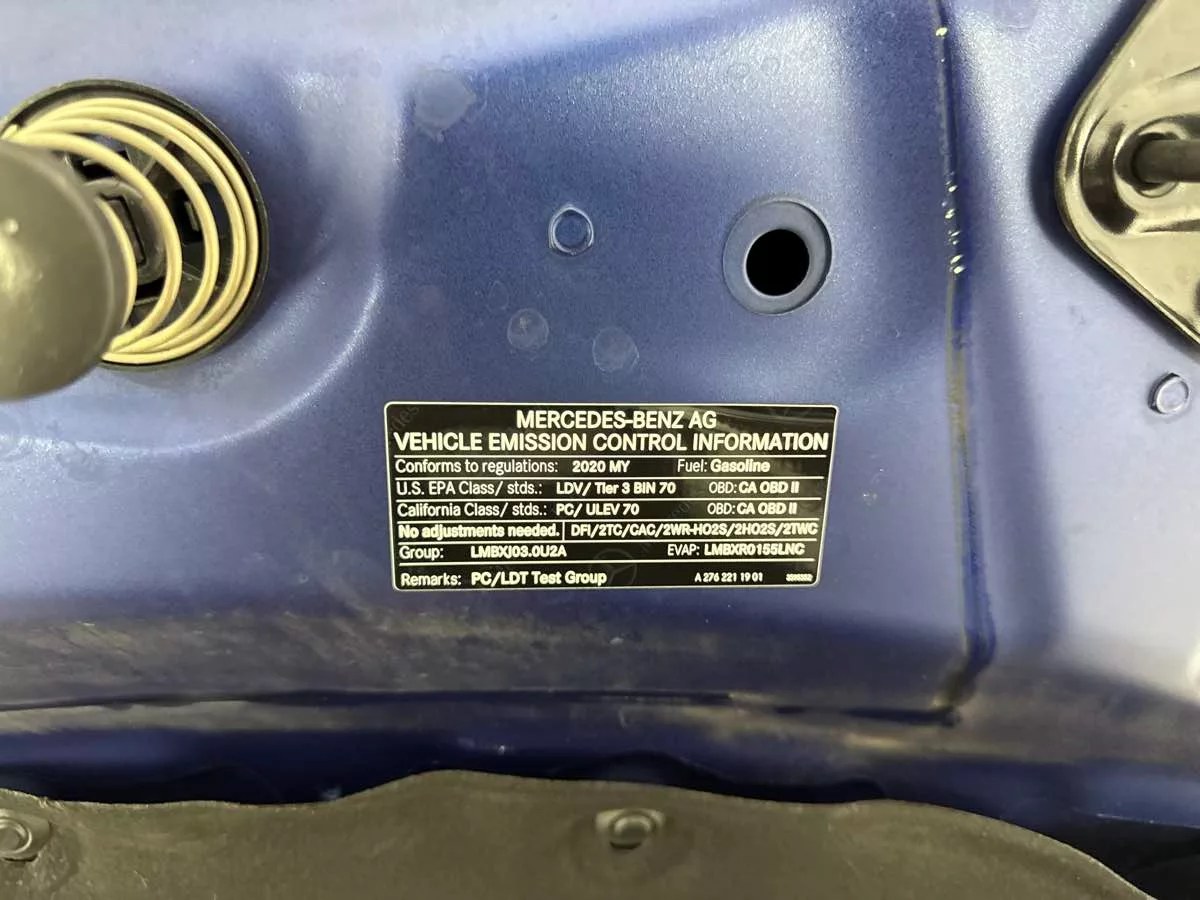 MERCEDES-BENZ AG
VEHICLE EMISSION CONTROL INFORMATION
Conforms to regulations: 2020 MY Fuel: Gasoline
U.S. EPA Class/ stds.: LDV/ Tier 3 BIN 70 OBD: CA OBD II
California Class/ stds.: PC/ ULEV 70 OBD: CA OBD II
No adjustments needed. DFI/2TC/CAC/2WR-HO2S/2HO2S/2TWC
Group: LMBXJ03.0U2A EVAP: LMBXR0155LNC
Remarks: PC/LDT Test Group A 276 221 19 01